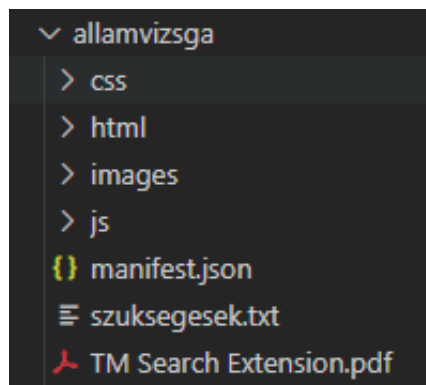 allamvizsga
css
html
images
js
{} manifest.json
szuksegesek.txt
TM Search Extension.pdf